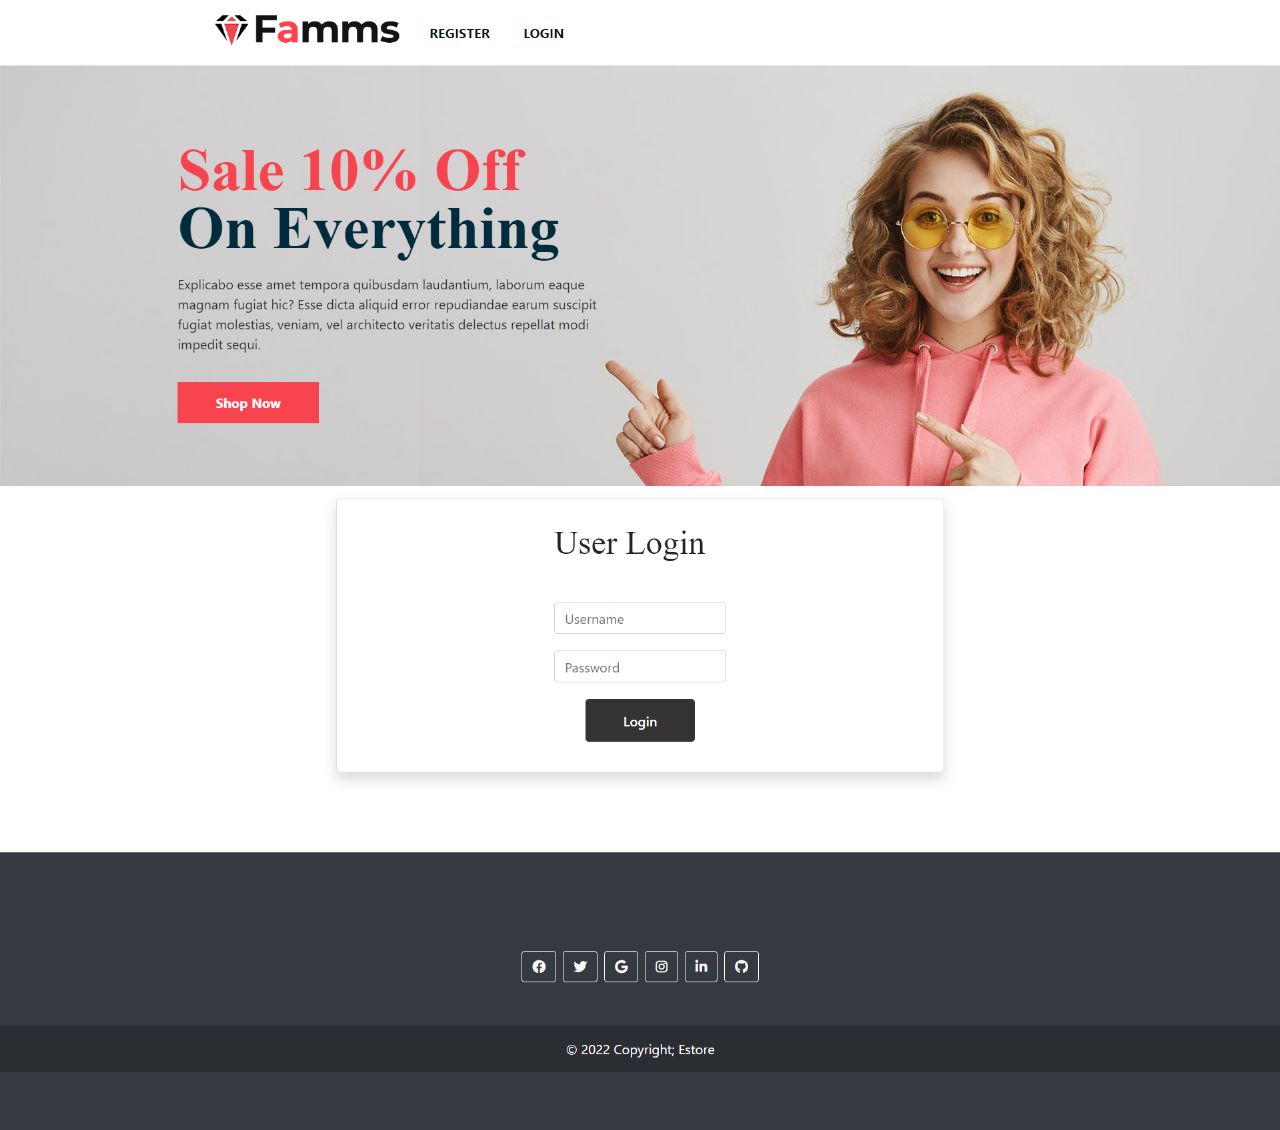 Famms
REGISTER
LOGIN
Sale 10% Off
On Everything
Explicabo esse amet tempora quibusdam laudantium, laborum eaque
magnam fugiat hic? Esse dicta aliquid error repudiandae earum suscipit
fugiat molestias, veniam, vel architecto veritatis delectus repellat modi
impedit sequi.
Shop Now
User Login
Username
Password
Login
© 2022 Copyright; Estore